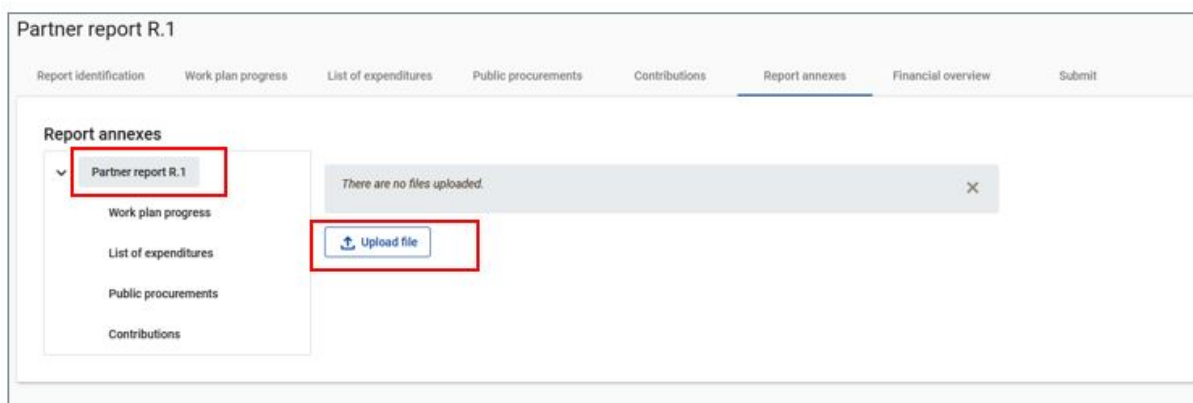 Partner report R.1
Report identification Work plan progress List of expenditures Public procurements Contributions Report annexes Financial overview Submit
Report annexes
Partner report R.1
There are no files uploaded.
Work plan progress
Upload file
List of expenditures
Public procurements
Contributions